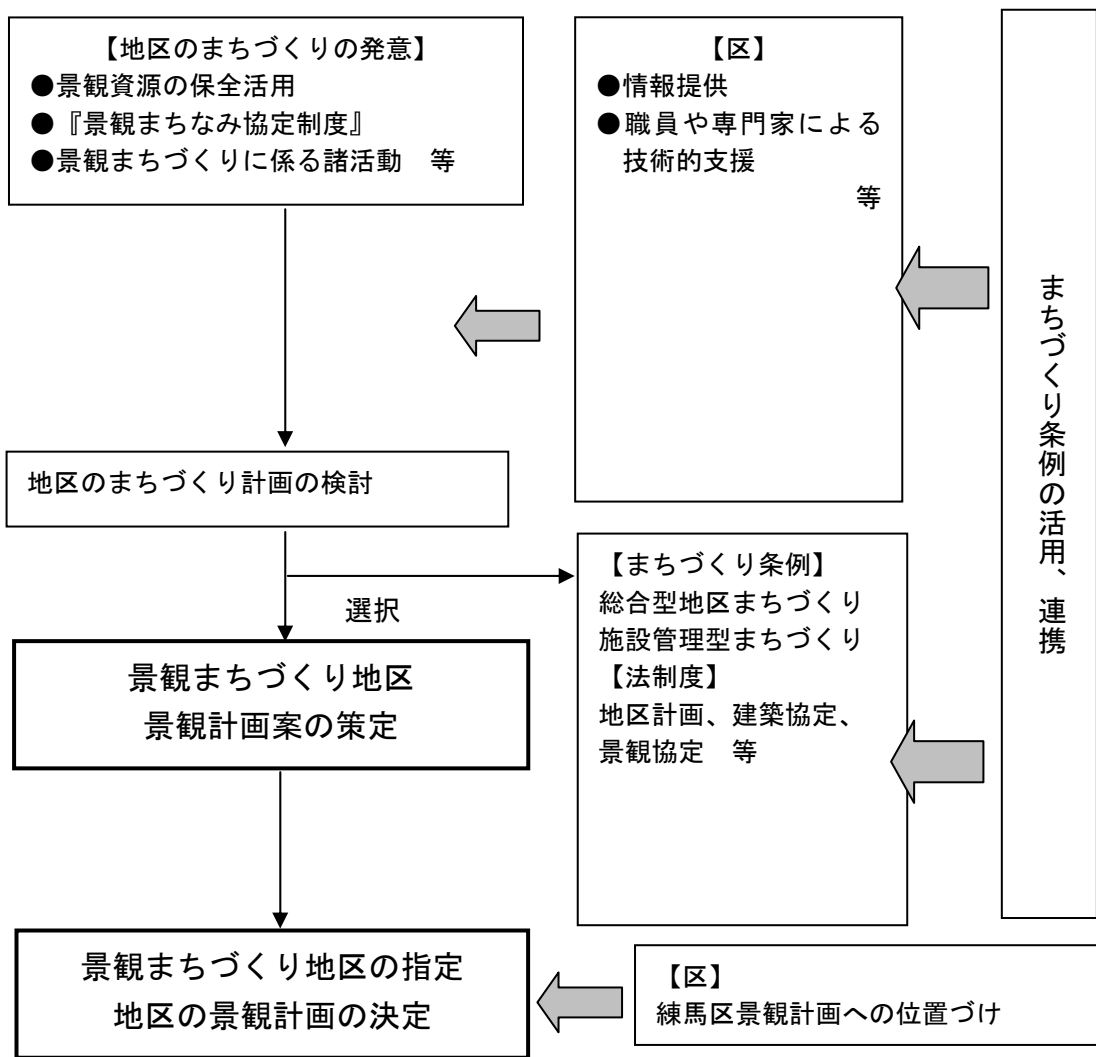 【地区のまちづくりの発意】
●景観資源の保全活用
●『景観まちなみ協定制度』
●景観まちづくりに係る諸活動　等
【区】
●情報提供
●職員や専門家による
技術的支援
等
まちづくり条例の活用、連携
地区のまちづくり計画の検討
選択
【まちづくり条例】
総合型地区まちづくり
施設管理型まちづくり
【法制度】
地区計画、建築協定、
景観協定　等
景観まちづくり地区
景観計画案の策定
景観まちづくり地区の指定
地区の景観計画の決定
【区】
練馬区景観計画への位置づけ